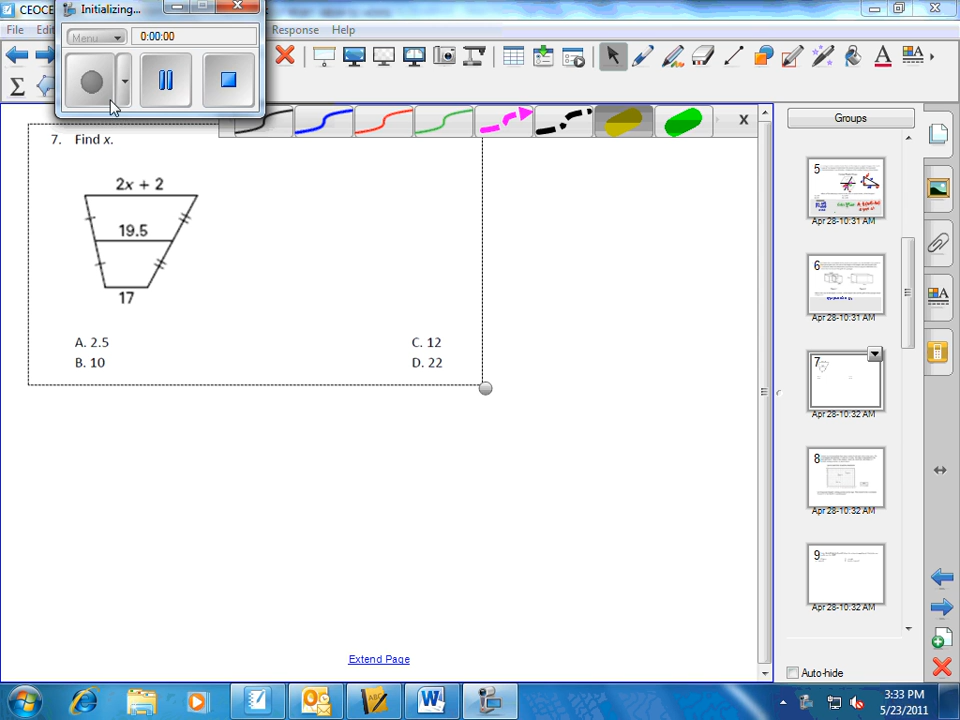 CEOCE
Initializing...
File Edi Response Help
Menu 0:00:00
7. Find x.
2x + 2
19.5
17
A. 2.5 C. 12
B. 10 D. 22
Extend Page
Groups
5
Apr 28-10:31 AM
6
Apr 28-10:31 AM
7
Apr 28-10:32 AM
8
Apr 28-10:32 AM
9
Apr 28-10:32 AM
Auto-hide
3:33 PM
5/23/2011